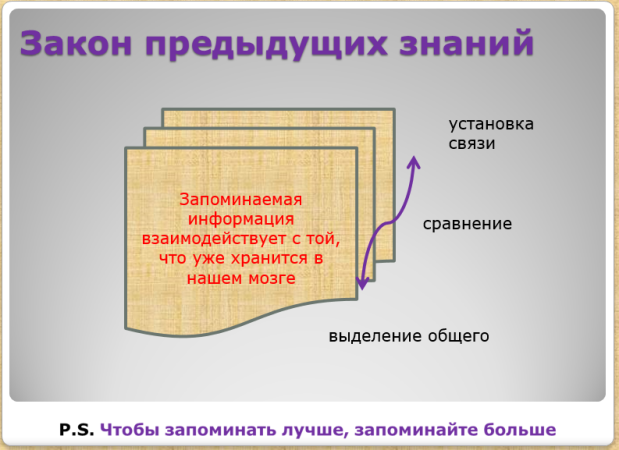 Закон предыдущих знаний
установка
связи
Запоминаемая
информация
взаимодействует с той,
что уже хранится в
нашем мозге
сравнение
выделение общего
P.S. Чтобы запоминать лучше, запоминайте больше